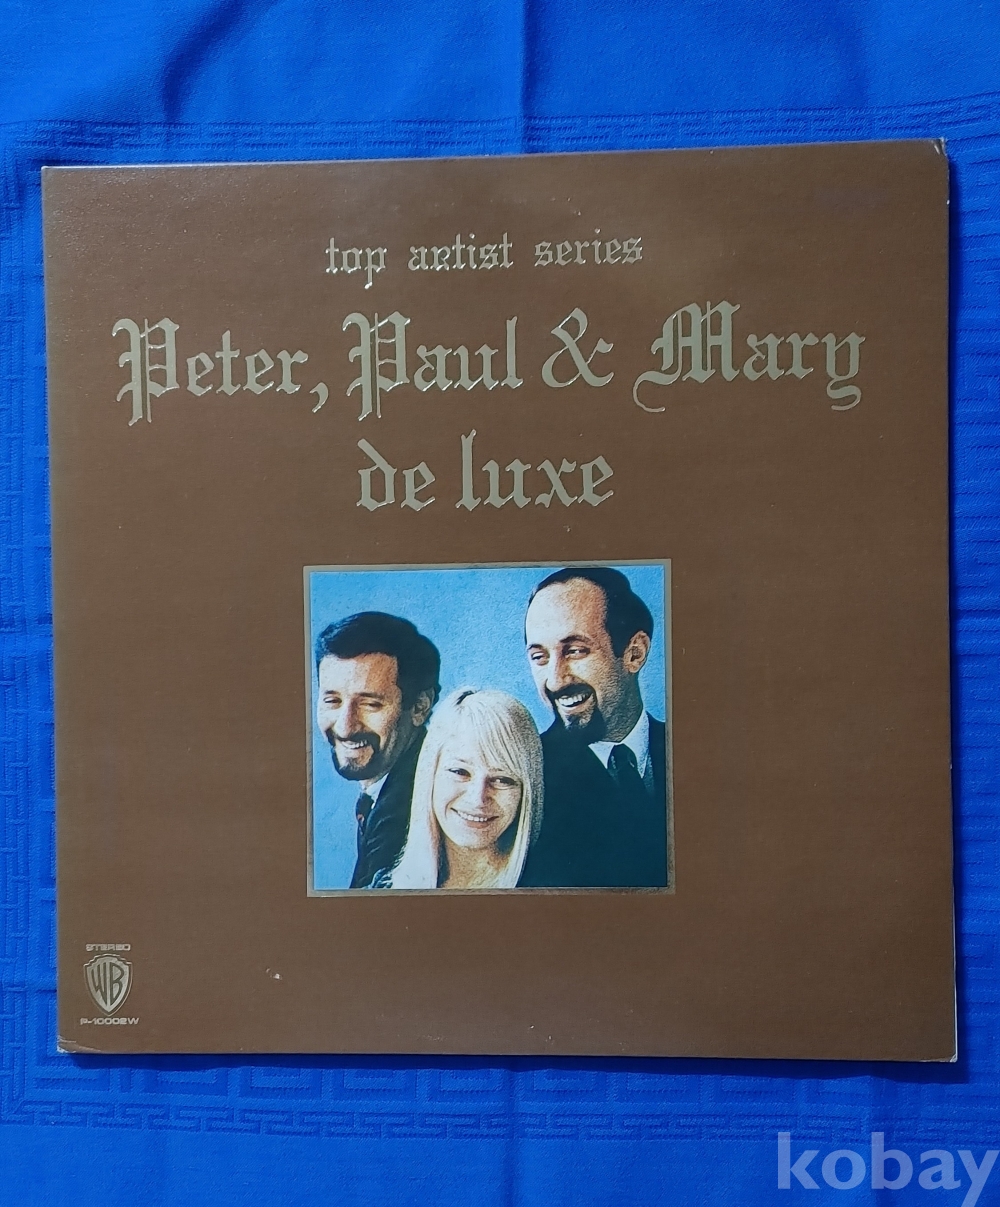 top artist series
Peter, Paul & Mary
de luxe
STEREO
WB
P-10002W
kobay